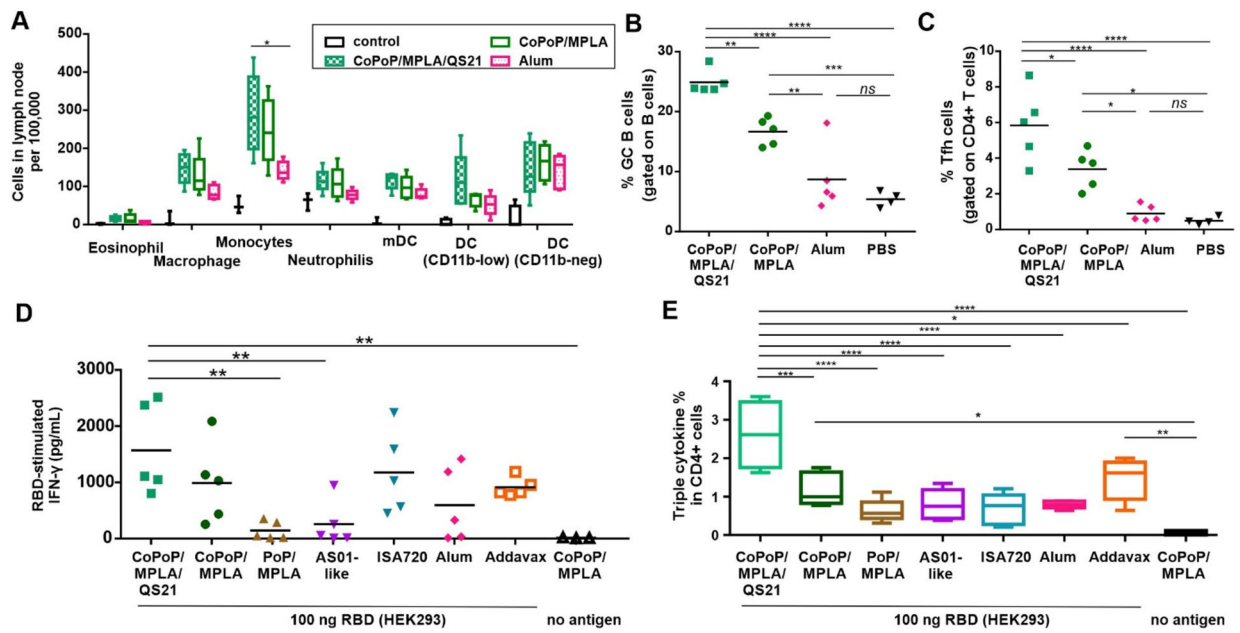 A
Cells in lymph node
per 100,000
500
400
300
200
100
0
control
CoPoP/MPLA
CoPoP/MPLA/QS21
Alum
*
Eosinophil
Macrophage
Monocytes
Neutrophilis
mDC
DC
(CD11b-low)
DC
(CD11b-neg)
B
% GC B cells
(gated on B cells)
40
30
20
10
0
****
****
**
***
**
ns
CoPoP/
MPLA/
QS21
CoPoP/
MPLA
Alum
PBS
C
% Tfh cells
(gated on CD4+ T cells)
10
8
6
4
2
0
****
****
*
*
*
ns
CoPoP/
MPLA/
QS21
CoPoP/
MPLA
Alum
PBS
D
RBD-stimulated
IFN-γ (pg/mL)
3000
2000
1000
0
**
**
**
CoPoP/
MPLA/
QS21
CoPoP/
MPLA
PoP/
MPLA
AS01-
like
ISA720
Alum
Addavax
CoPoP/
MPLA
100 ng RBD (HEK293)
no antigen
E
Triple cytokine %
in CD4+ cells
4
3
2
1
0
****
*
****
****
****
****
***
*
**
CoPoP/
MPLA/
QS21
CoPoP/
MPLA
PoP/
MPLA
AS01-
like
ISA720
Alum
Addavax
CoPoP/
MPLA
100 ng RBD (HEK293)
no antigen